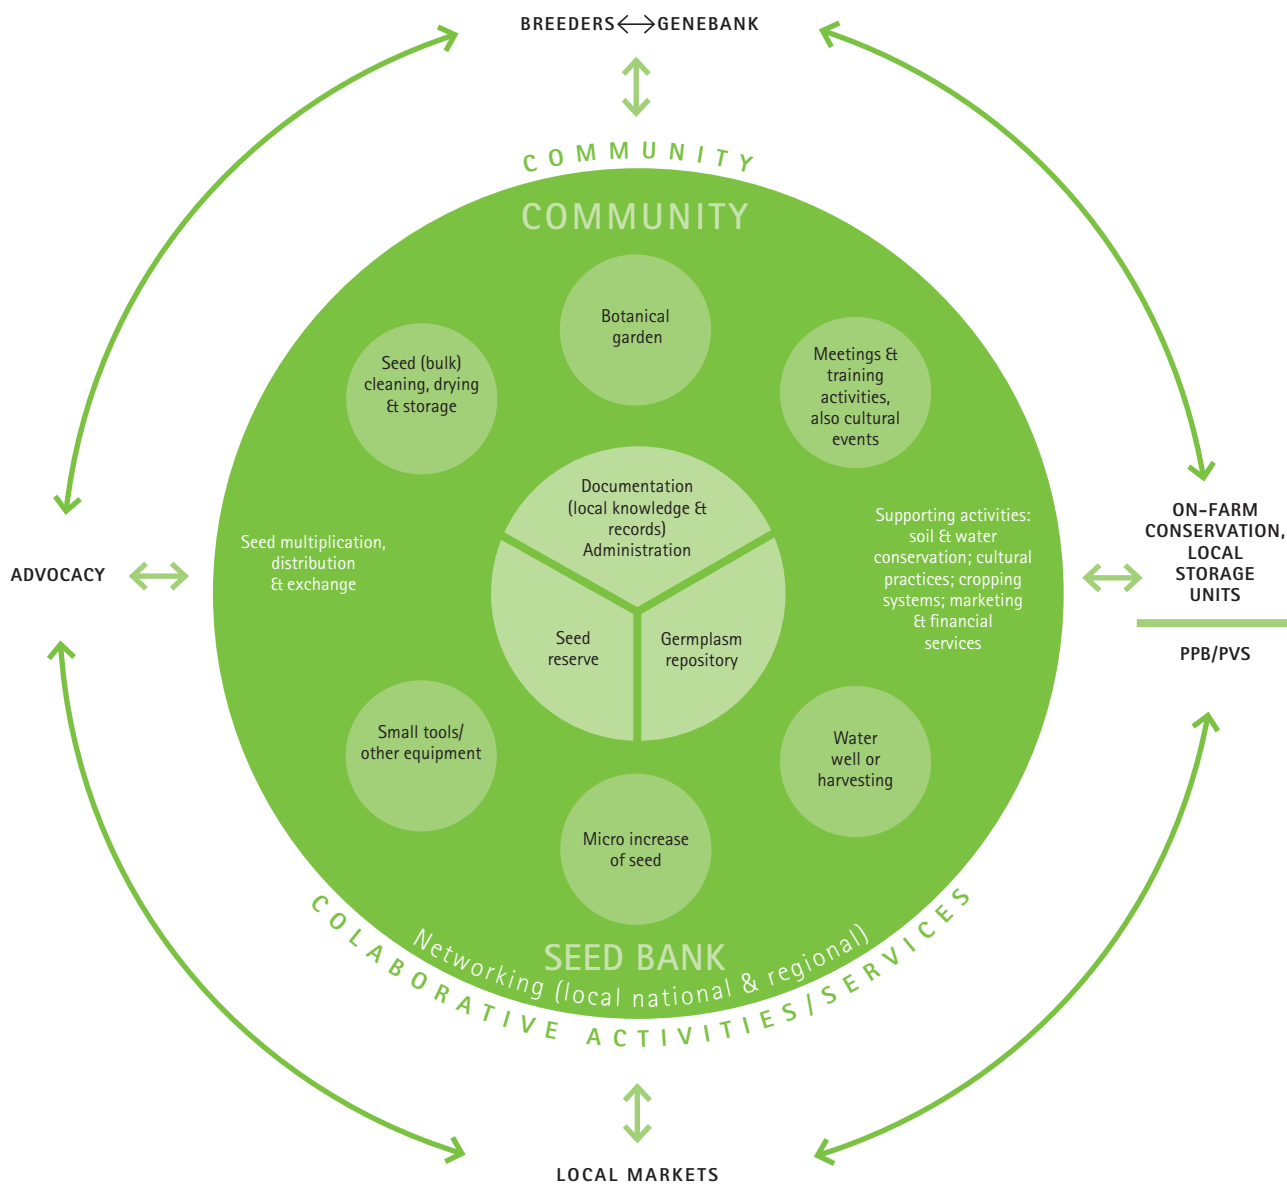 BREEDERS↔GENEBANK
COMMUNITY
COMMUNITY
Botanical
garden
Seed (bulk)
cleaning, drying
& storage
Meetings &
training
activities,
also cultural
events
Documentation
(local knowledge &
records)
Administration
Seed
reserve
Germplasm
repository
Seed multiplication,
distribution
& exchange
Supporting activities:
soil & water
conservation; cultural
practices; cropping
systems; marketing
& financial
services
ADVOCACY
ON-FARM
CONSERVATION,
LOCAL
STORAGE
UNITS
PPB/PVS
Small tools/
other equipment
Water
well or
harvesting
Micro increase
of seed
SEED BANK
Networking (local national & regional)
COLABORATIVE ACTIVITIES/SERVICES
LOCAL MARKETS